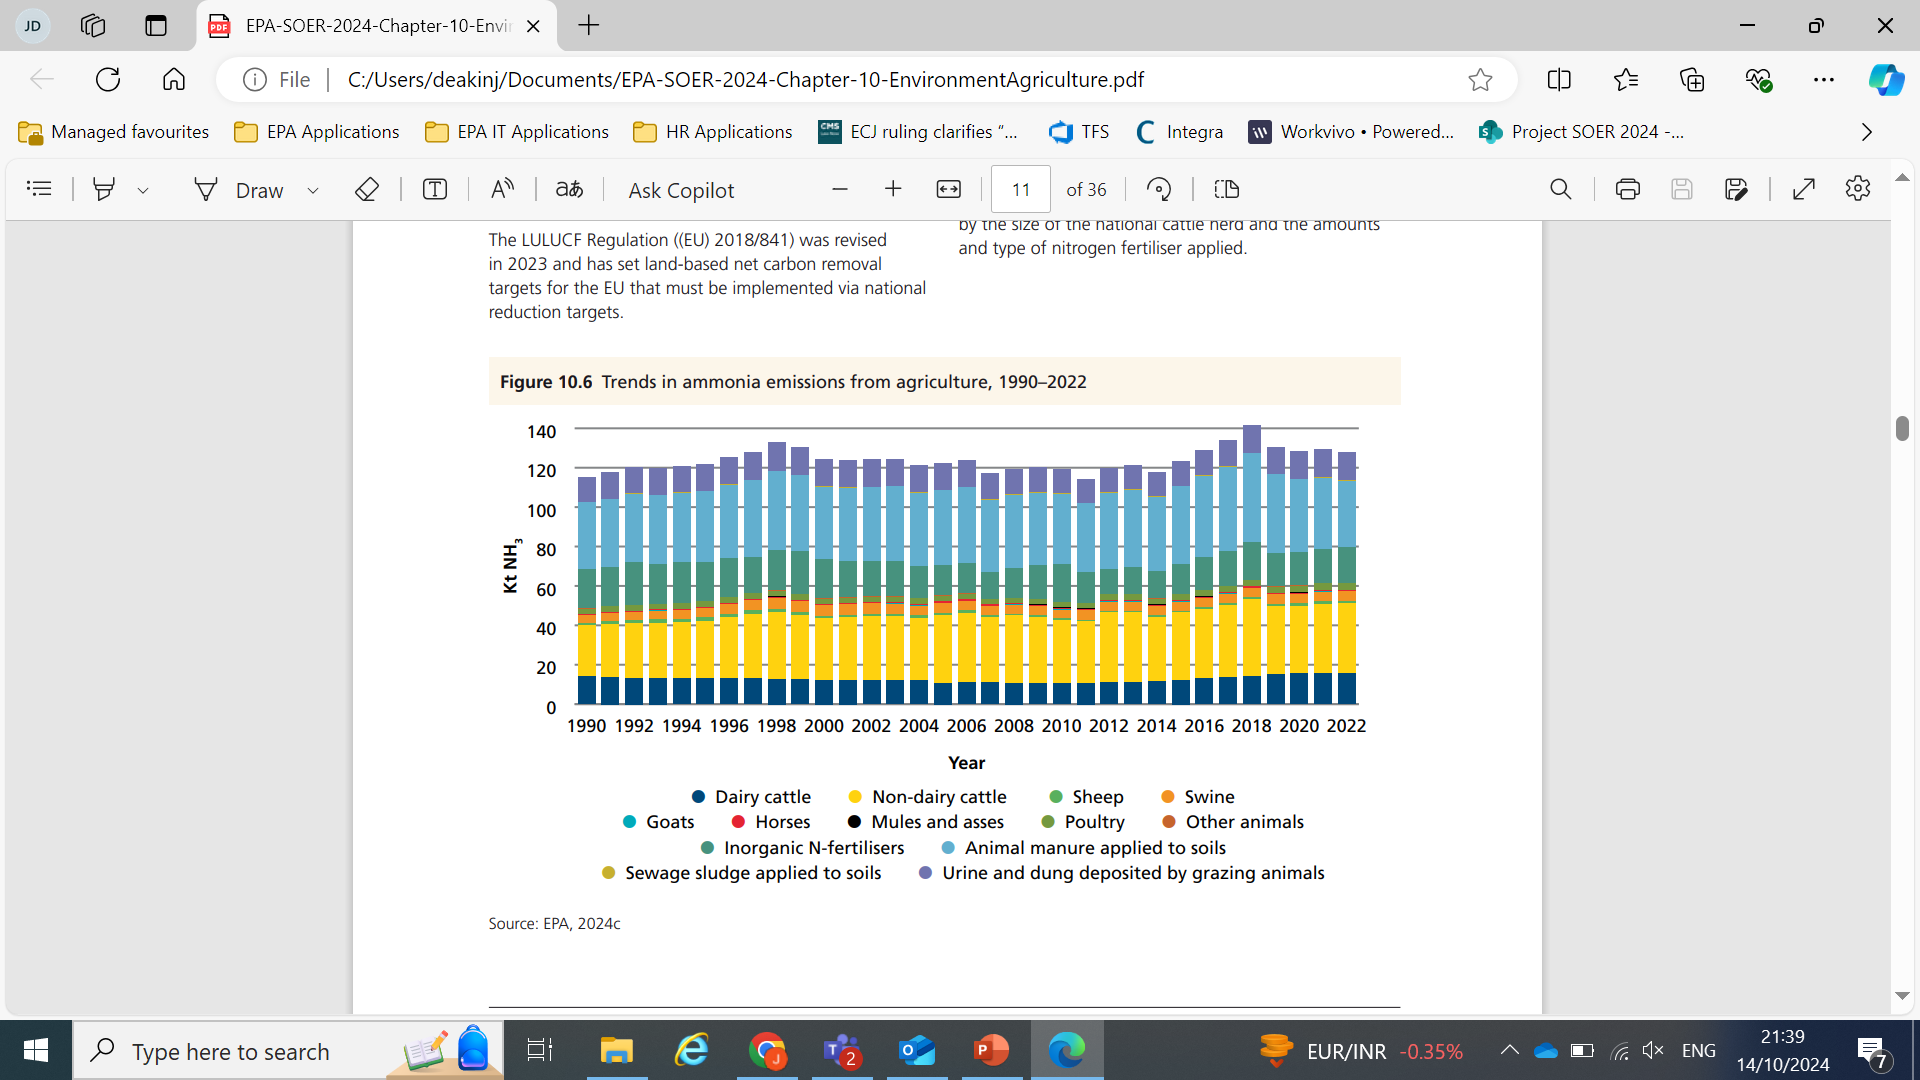 JD
PDF
EPA-SOER-2024-Chapter-10-Envir
File
C:/Users/deakinj/Documents/EPA-SOER-2024-Chapter-10-EnvironmentAgriculture.pdf
Managed favourites
EPA Applications
EPA IT Applications
HR Applications
CMS
ECJ ruling clarifies “...
TFS
Integra
Workvivo • Powered...
Project SOER 2024 -...
Draw
Ask Copilot
11
of 36
The LULUCF Regulation ((EU) 2018/841) was revised
in 2023 and has set land-based net carbon removal
targets for the EU that must be implemented via national
reduction targets.
by the size of the national cattle herd and the amounts
and type of nitrogen fertiliser applied.
Figure 10.6 Trends in ammonia emissions from agriculture, 1990–2022
Kt NH3
140
120
100
80
60
40
20
0
1990 1992 1994 1996 1998 2000 2002 2004 2006 2008 2010 2012 2014 2016 2018 2020 2022
Year
Dairy cattle Non-dairy cattle Sheep Swine
Goats Horses Mules and asses Poultry Other animals
Inorganic N-fertilisers Animal manure applied to soils
Sewage sludge applied to soils Urine and dung deposited by grazing animals
Source: EPA, 2024c
Type here to search
J
2
EUR/INR -0.35%
ENG
21:39
14/10/2024
7